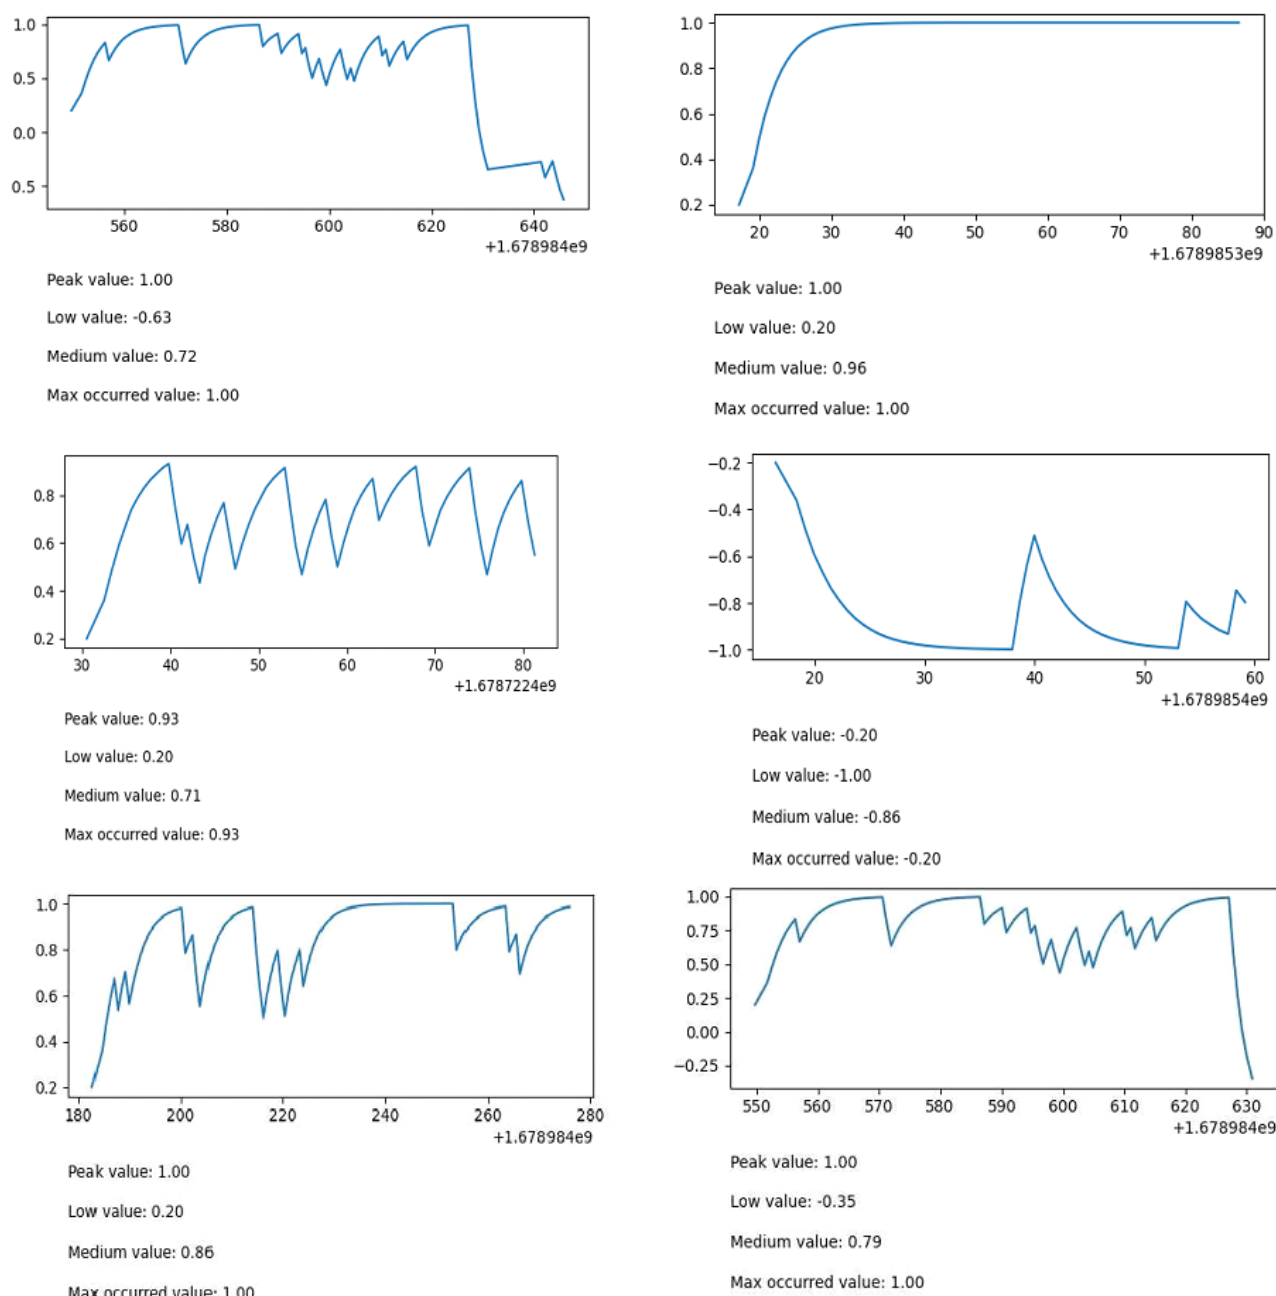 1.0
0.5
0.0
0.5
560 580 600 620 640
+1.678984e9
Peak value: 1.00
Low value: -0.63
Medium value: 0.72
Max occurred value: 1.00
1.0
0.8
0.6
0.4
0.2
20 30 40 50 60 70 80 90
+1.6789853e9
Peak value: 1.00
Low value: 0.20
Medium value: 0.96
Max occurred value: 1.00
0.8
0.6
0.4
0.2
30 40 50 60 70 80
+1.6787224e9
Peak value: 0.93
Low value: 0.20
Medium value: 0.71
Max occurred value: 0.93
−0.2
−0.4
−0.6
−0.8
−1.0
20 30 40 50 60
+1.6789854e9
Peak value: -0.20
Low value: -1.00
Medium value: -0.86
Max occurred value: -0.20
1.0
0.8
0.6
0.4
0.2
180 200 220 240 260 280
+1.678984e9
Peak value: 1.00
Low value: 0.20
Medium value: 0.86
Max occurred value: 1.00
1.00
0.75
0.50
0.25
0.00
−0.25
550 560 570 580 590 600 610 620 630
+1.678984e9
Peak value: 1.00
Low value: -0.35
Medium value: 0.79
Max occurred value: 1.00